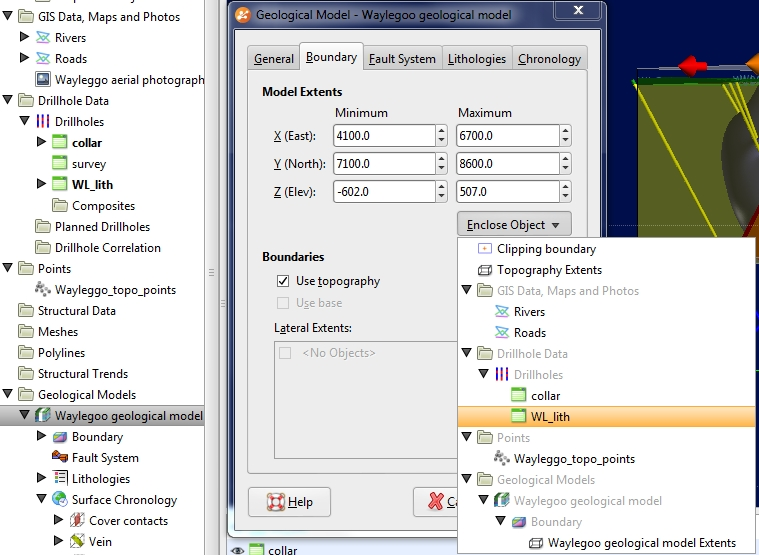 GIS Data, Maps and Photos
Rivers
Roads
Wayleggo aerial photograph
Drillhole Data
Drillholes
collar
survey
WL_lith
Composites
Planned Drillholes
Drillhole Correlation
Points
Wayleggo_topo_points
Structural Data
Meshes
Polylines
Structural Trends
Geological Models
Waylegoo geological model
Boundary
Fault System
Lithologies
Surface Chronology
Cover contacts
Vein
Geological Model - Waylegoo geological model
General Boundary Fault System Lithologies Chronology
Model Extents
Minimum Maximum
X (East): 4100.0 6700.0
Y (North): 7100.0 8600.0
Z (Elev): -602.0 507.0
Enclose Object
Boundaries
Use topography
Use base
Lateral Extents:
<No Objects>
Help
Clipping boundary
Topography Extents
GIS Data, Maps and Photos
Rivers
Roads
Drillhole Data
Drillholes
collar
WL_lith
Points
Wayleggo_topo_points
Geological Models
Waylegoo geological model
Boundary
Waylegoo geological model Extents
collar